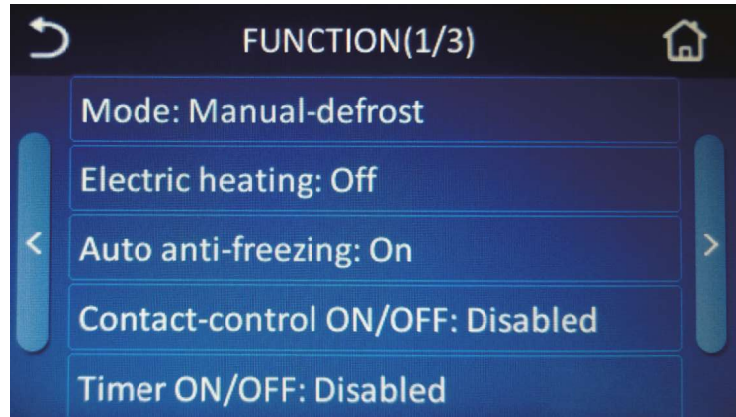 FUNCTION(1/3)
Mode: Manual-defrost
Electric heating: Off
Auto anti-freezing: On
Contact-control ON/OFF: Disabled
Timer ON/OFF: Disabled